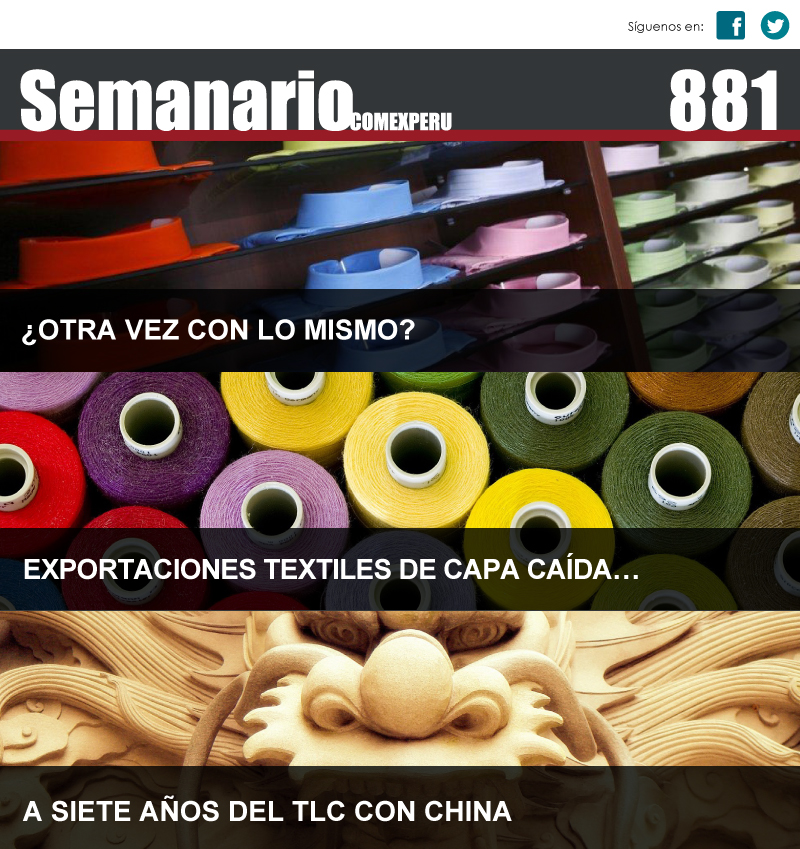 Síguenos en:
Semanario COMEXPERU 881
¿OTRA VEZ CON LO MISMO?
EXPORTACIONES TEXTILES DE CAPA CAÍDA...
A SIETE AÑOS DEL TLC CON CHINA